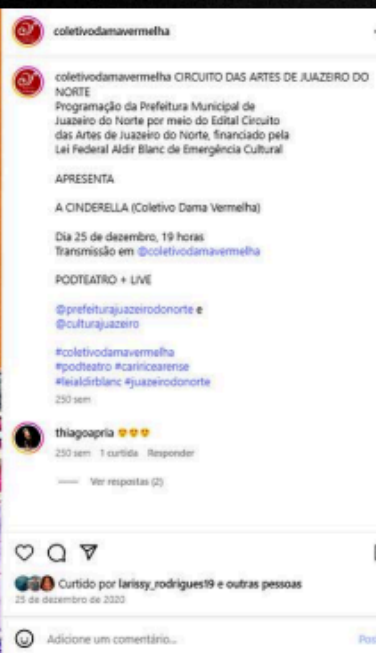 coletivodamavermelha
coletivodamavermelha CIRCUITO DAS ARTES DE JUAZEIRO DO
NORTE
Programação da Prefeitura Municipal de
Juazeiro do Norte por meio do Edital Circuito
das Artes de Juazeiro do Norte, financiado pela
Lei Federal Aldir Blanc de Emergência Cultural
APRESENTA
A CINDERELLA (Coletivo Dama Vermelha)
Dia 25 de dezembro, 19 horas
Transmissão em @coletivodamavermelha
PODTEATRO + LIVE
@prefeiturajuazeirodonorte e
@culturajuazeiro
#coletivodamavermelha
#podteatro #cariricearense
#leialdirblanc #juazeirodonorte
250 sem
thiagoapria 😍😍😍
250 sem 1 curtida Responder
Ver respostas (2)
Curtido por larissy_rodrigues19 e outras pessoas
25 de dezembro de 2020
Adicione um comentário...